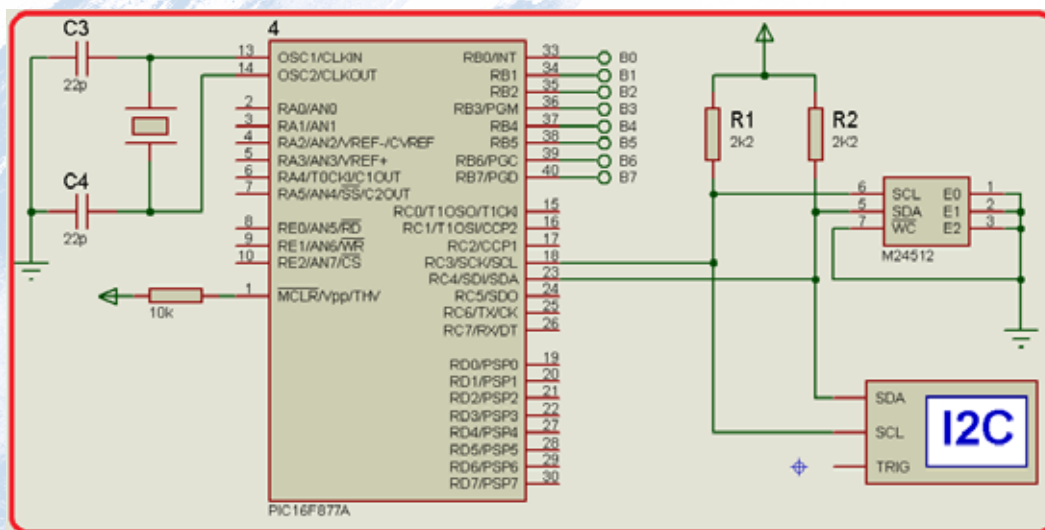 C3
22p
C4
22p
10k
4
13 OSC1/CLKIN
14 OSC2/CLKOUT
2 RA0/AN0
3 RA1/AN1
4 RA2/AN2/VREF-/CVREF
5 RA3/AN3/VREF+
6 RA4/T0CKI/C1OUT
7 RA5/AN4/SS/C2OUT
8 RE0/AN5/RD
9 RE1/AN6/WR
10 RE2/AN7/CS
1 MCLR/Vpp/THV
RB0/INT 33 B0
RB1 34 B1
RB2 35 B2
RB3/PGM 36 B3
RB4 37 B4
RB5 38 B5
RB6/PGC 39 B6
RB7/PGD 40 B7
RC0/T1OSO/T1CKI 15
RC1/T1OSI/CCP2 16
RC2/CCP1 17
RC3/SCK/SCL 18
RC4/SDI/SDA 23
RC5/SDO 24
RC6/TX/CK 25
RC7/RX/DT 26
RD0/PSP0 19
RD1/PSP1 20
RD2/PSP2 21
RD3/PSP3 22
RD4/PSP4 27
RD5/PSP5 28
RD6/PSP6 29
RD7/PSP7 30
PIC16F877A
R1
2k2
R2
2K2
6 SCL E0 1
5 SDA E1 2
7 WC E2 3
M24512
SDA
SCL
TRIG
I2C